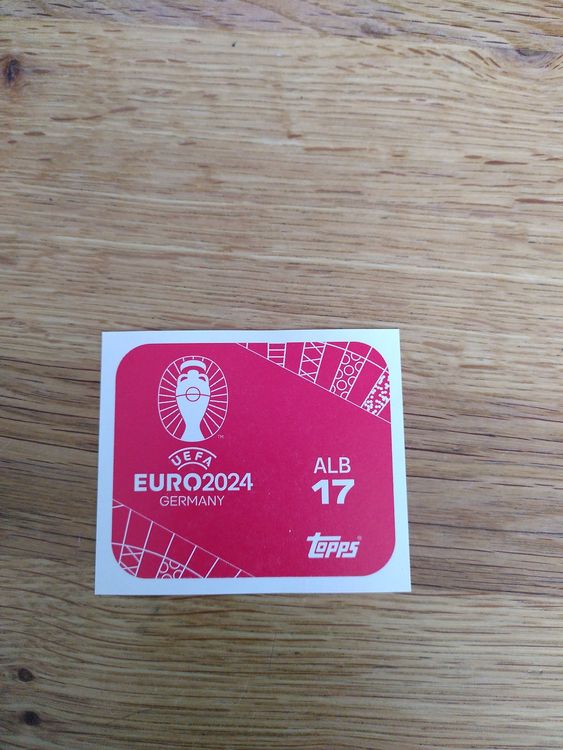 UEFA
EURO2024
GERMANY
ALB
17
topps